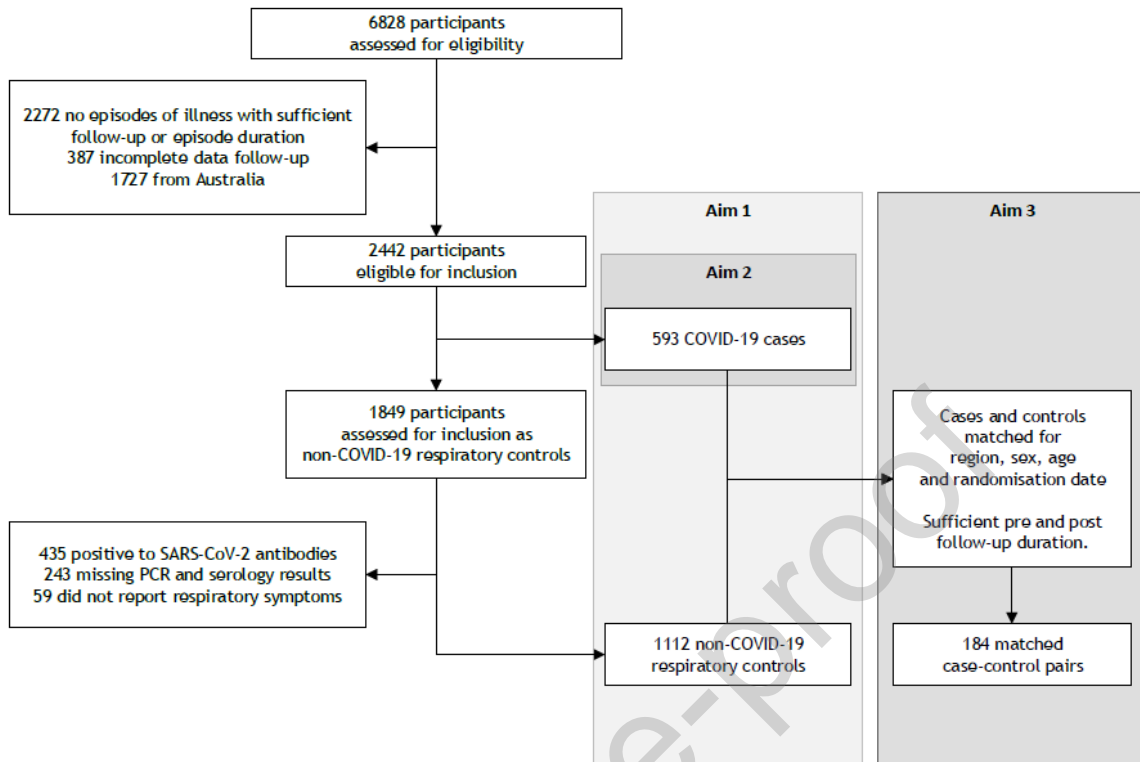 6828 participants
assessed for eligibility
2272 no episodes of illness with sufficient
follow-up or episode duration
387 incomplete data follow-up
1727 from Australia
2442 participants
eligible for inclusion
Aim 1
Aim 2
593 COVID-19 cases
Aim 3
1849 participants
assessed for inclusion as
non-COVID-19 respiratory controls
Cases and controls
matched for
region, sex, age
and randomisation date
Sufficient pre and post
follow-up duration.
435 positive to SARS-CoV-2 antibodies
243 missing PCR and serology results
59 did not report respiratory symptoms
1112 non-COVID-19
respiratory controls
184 matched
case-control pairs
e-proof